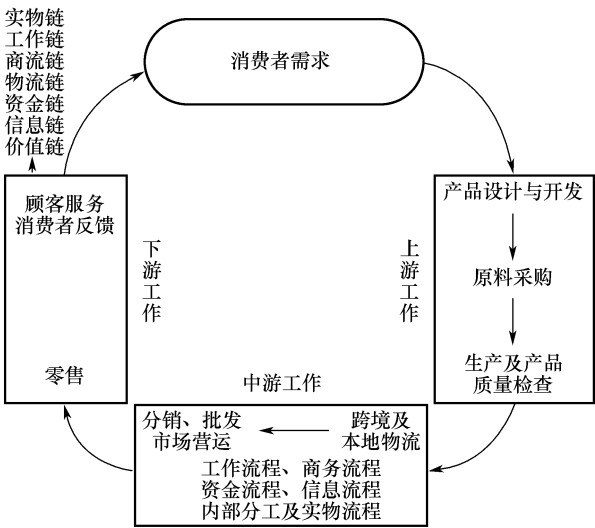 实物链
工作链
商流链
物流链
资金链
信息链
价值链
消费者需求
顾客服务
消费者反馈
零售
下游工作
上游工作
产品设计与开发
原料采购
生产及产品
质量检查
中游工作
分销、批发
市场营运
跨境及
本地物流
工作流程、商务流程
资金流程、信息流程
内部分工及实物流程